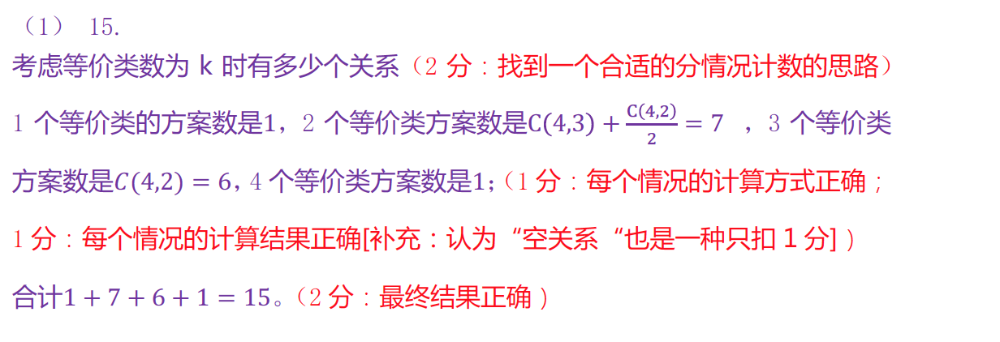 （1） 15.
考虑等价类数为 k 时有多少个关系（2 分：找到一个合适的分情况计数的思路）
1 个等价类的方案数是1，2 个等价类方案数是C(4,3) + C(4,2)/2 = 7 ，3 个等价类
方案数是C(4,2) = 6，4 个等价类方案数是1；（1 分：每个情况的计算方式正确；
1 分：每个情况的计算结果正确[补充：认为“空关系“也是一种只扣 1 分] ）
合计1 + 7 + 6 + 1 = 15。（2 分：最终结果正确 ）